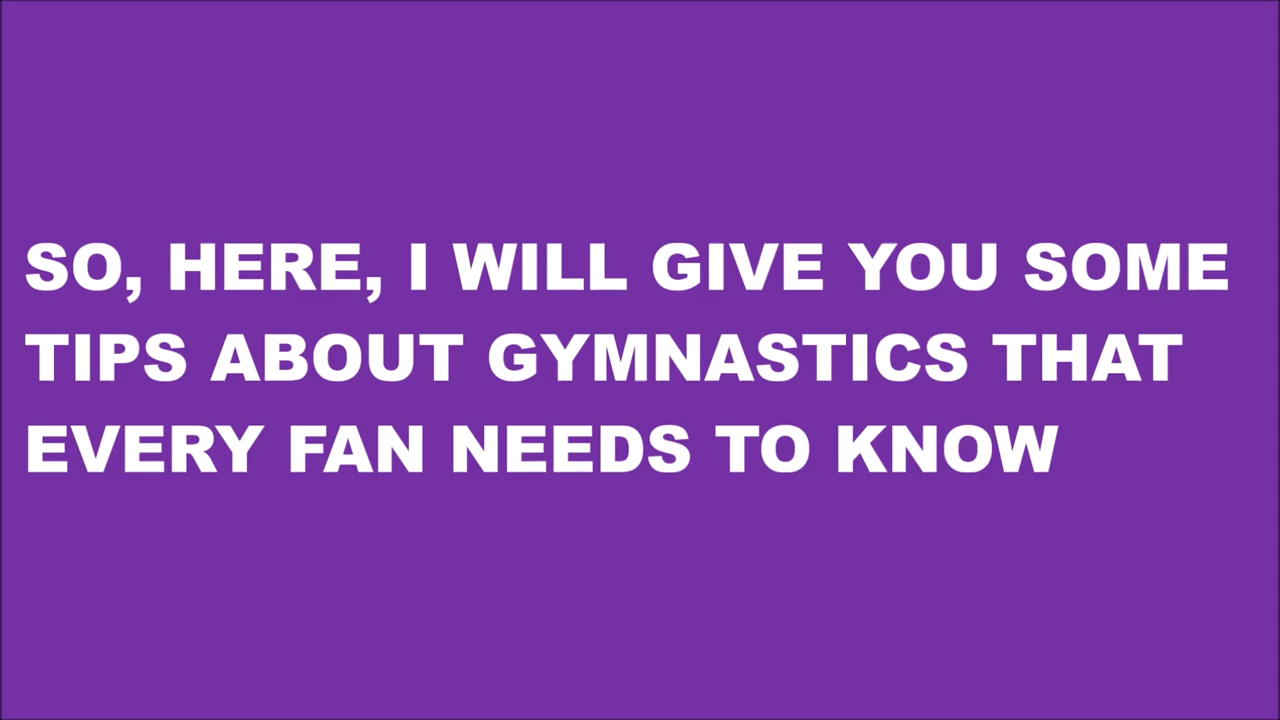 SO, HERE, I WILL GIVE YOU SOME
TIPS ABOUT GYMNASTICS THAT
EVERY FAN NEEDS TO KNOW